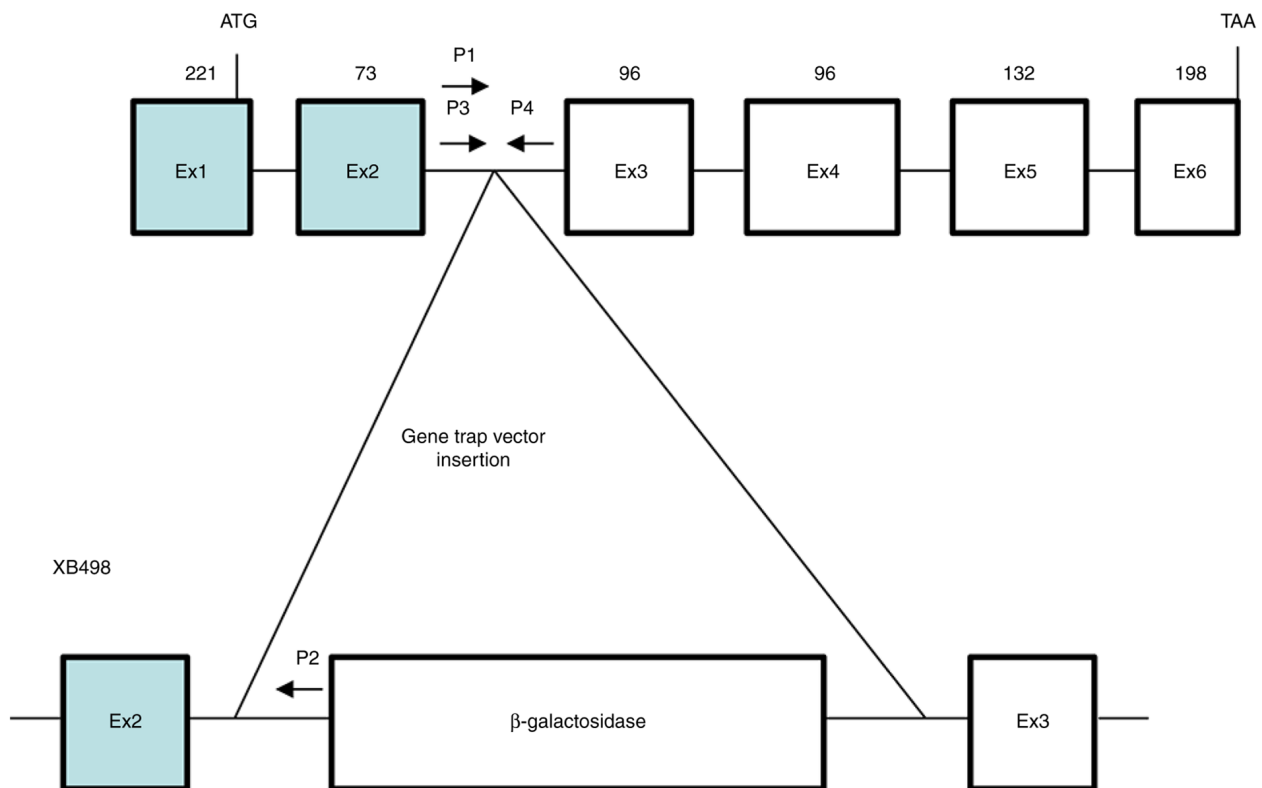 ATG
TAA
P1
221
73
96
96
132
198
P3
P4
Ex1
Ex2
Ex3
Ex4
Ex5
Ex6
Gene trap vector
insertion
XB498
P2
Ex2
β-galactosidase
Ex3